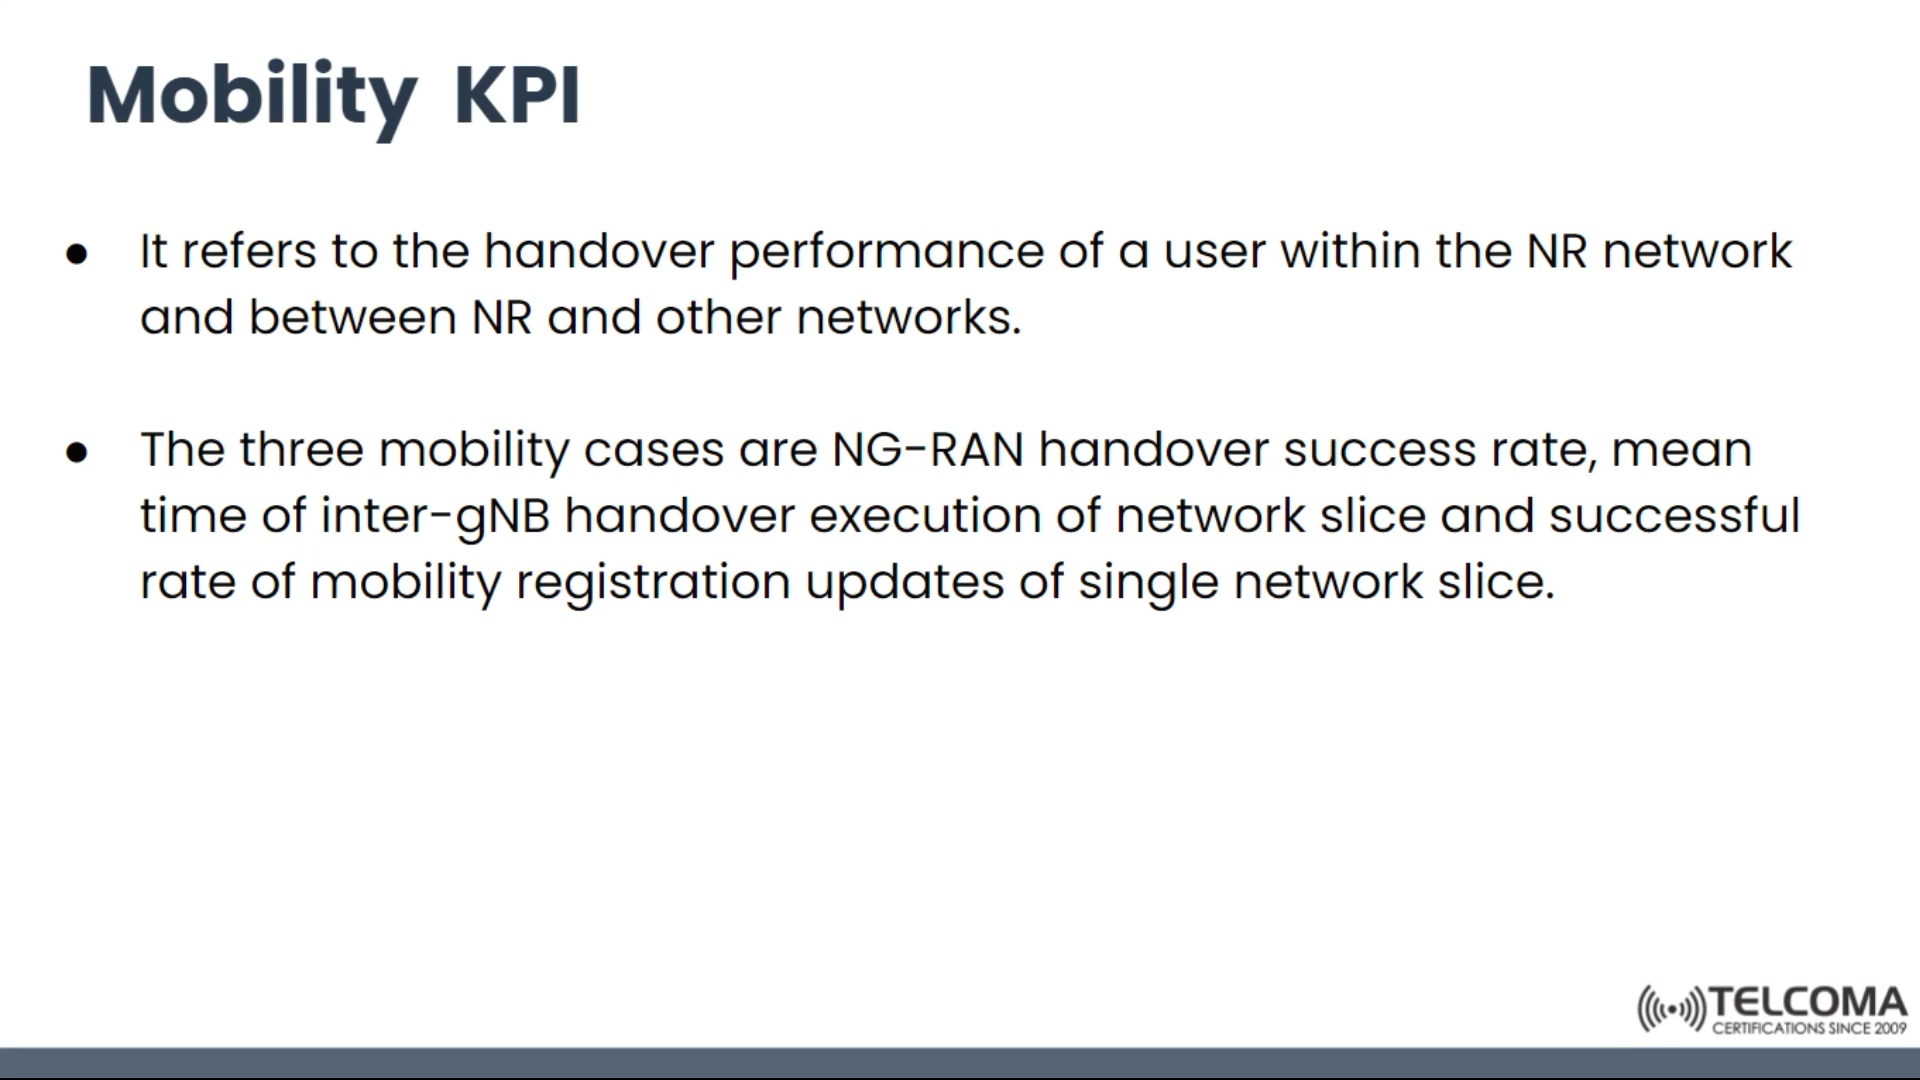 Mobility KPI
● It refers to the handover performance of a user within the NR network
and between NR and other networks.
● The three mobility cases are NG-RAN handover success rate, mean
time of inter-gNB handover execution of network slice and successful
rate of mobility registration updates of single network slice.
TELCOMA
CERTIFICATIONS SINCE 2009